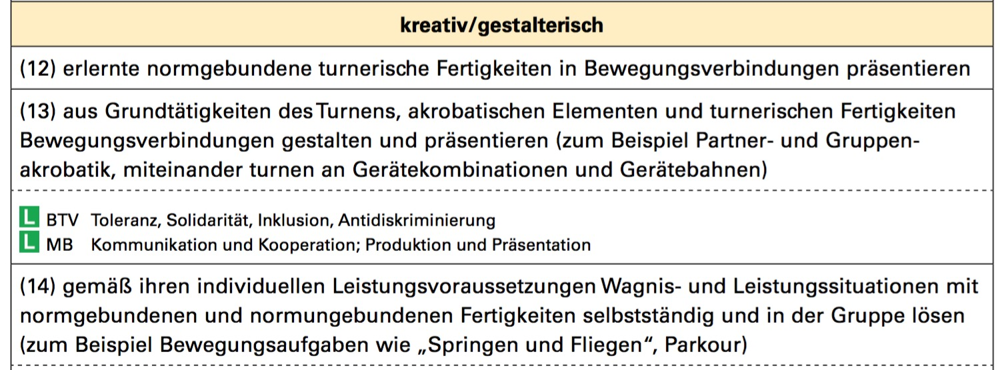 kreativ/gestalterisch
(12) erlernte normgebundene turnerische Fertigkeiten in Bewegungsverbindungen präsentieren
(13) aus Grundtätigkeiten des Turnens, akrobatischen Elementen und turnerischen Fertigkeiten
Bewegungsverbindungen gestalten und präsentieren (zum Beispiel Partner- und Gruppen-
akrobatik, miteinander turnen an Gerätekombinationen und Gerätebahnen)
L BTV Toleranz, Solidarität, Inklusion, Antidiskriminierung
L MB Kommunikation und Kooperation; Produktion und Präsentation
(14) gemäß ihren individuellen Leistungsvoraussetzungen Wagnis- und Leistungssituationen mit
normgebundenen und normungebundenen Fertigkeiten selbstständig und in der Gruppe lösen
(zum Beispiel Bewegungsaufgaben wie „Springen und Fliegen“, Parkour)